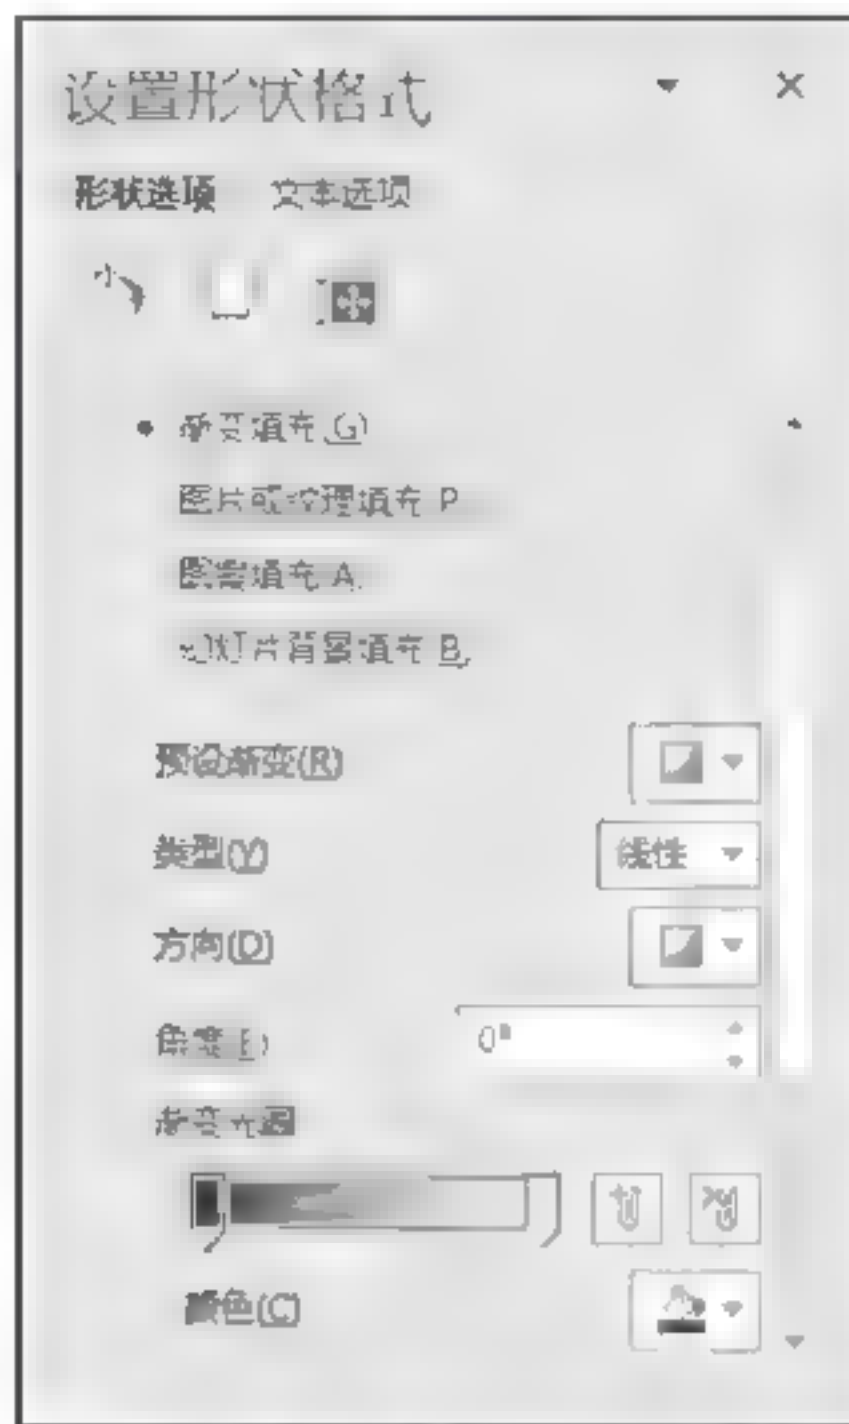 设置形状格式
形状选项 文本选项
渐变填充(G)
图片或纹理填充 P
图案填充 A
幻灯片背景填充 B
预设渐变(R)
类型(Y) 线性
方向(D)
角度(E) 0°
渐变光圈
颜色(C)